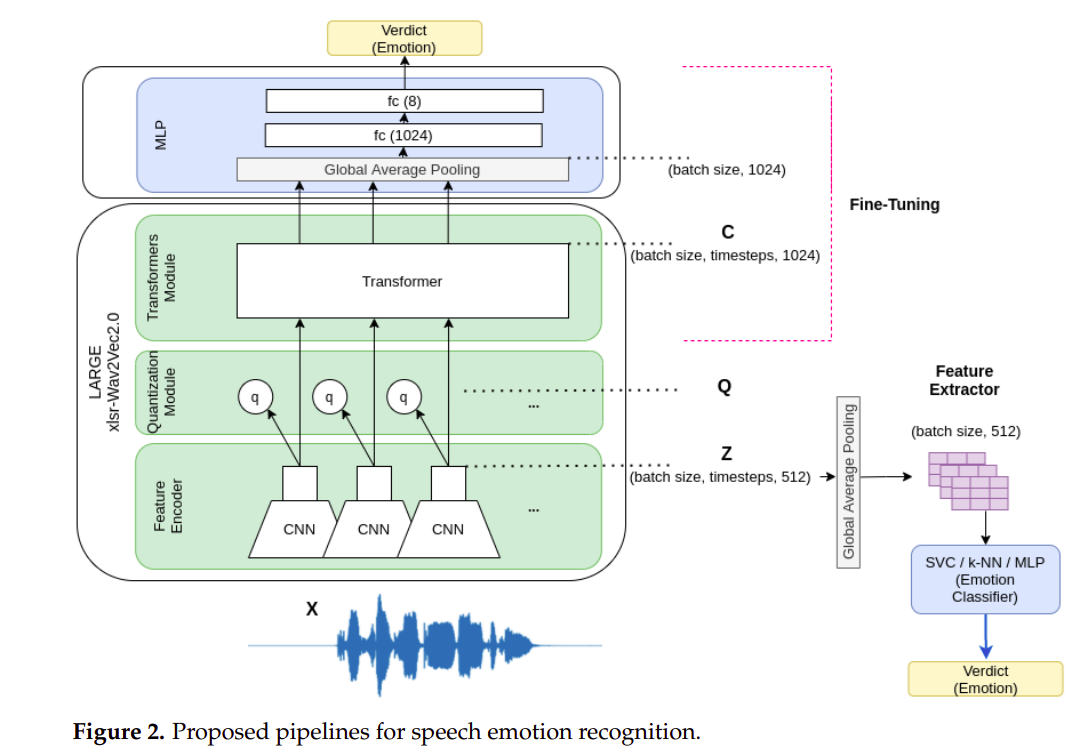 Verdict
(Emotion)
MLP
fc (8)
fc (1024)
Global Average Pooling
(batch size, 1024)
Fine-Tuning
LARGE
xlsr-Wav2Vec2.0
Transformers
Module
Transformer
C
(batch size, timesteps, 1024)
Quantization
Module
q
q
q
...
Q
Feature
Encoder
CNN
CNN
CNN
...
Z
(batch size, timesteps, 512)
Global Average Pooling
Feature
Extractor
(batch size, 512)
SVC / k-NN / MLP
(Emotion
Classifier)
Verdict
(Emotion)
X
Figure 2. Proposed pipelines for speech emotion recognition.